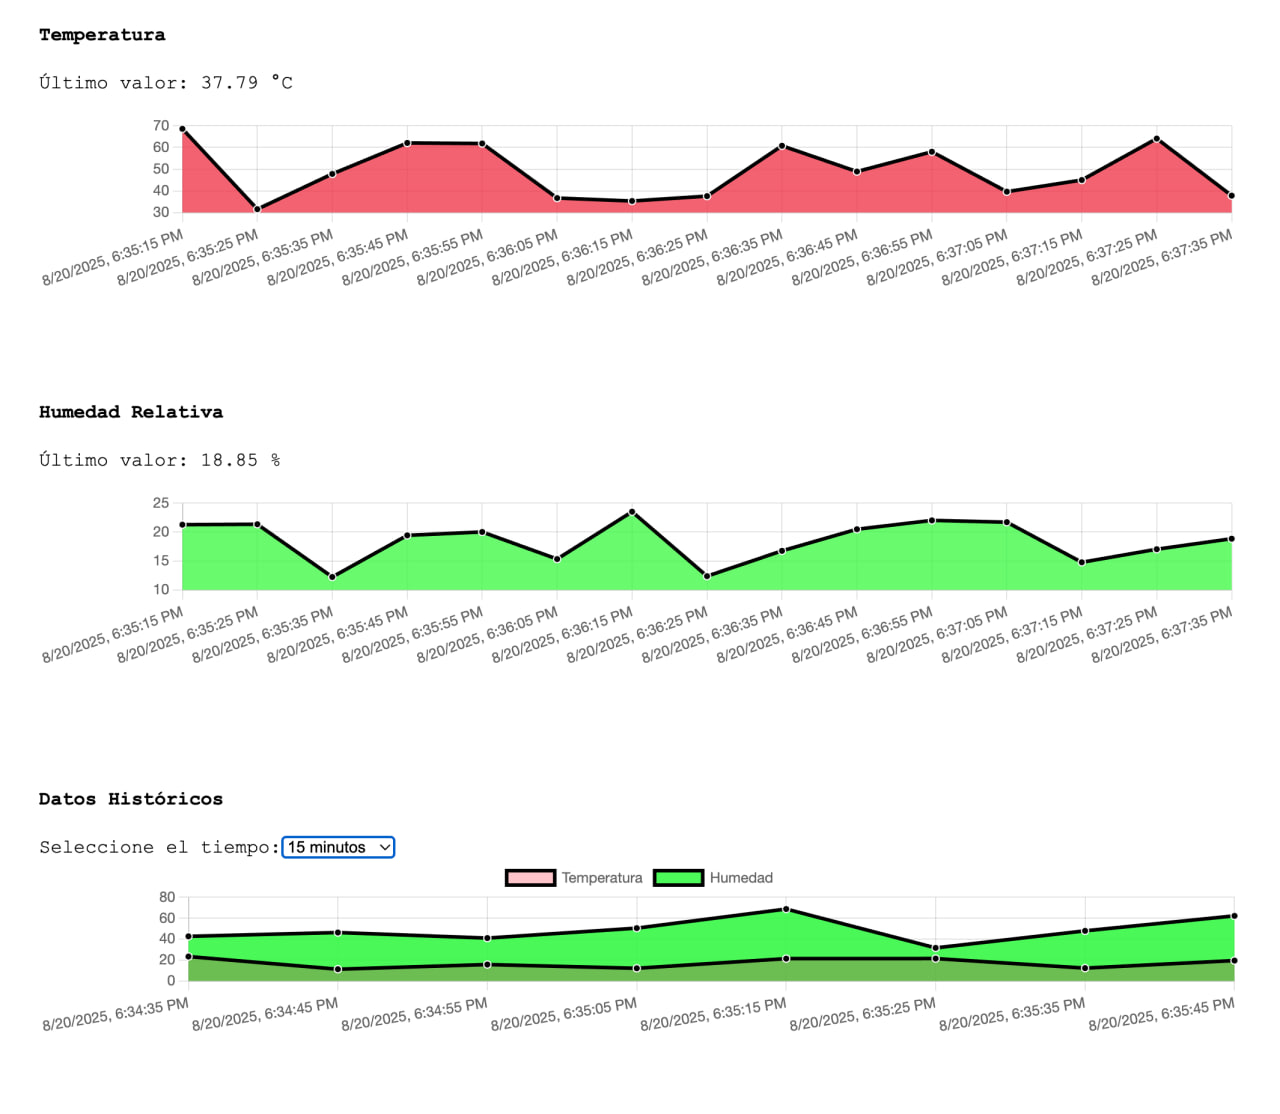 Temperatura
Último valor: 37.79 °C
70
60
50
40
30
8/20/2025, 6:35:15 PM
8/20/2025, 6:35:25 PM
8/20/2025, 6:35:35 PM
8/20/2025, 6:35:45 PM
8/20/2025, 6:35:55 PM
8/20/2025, 6:36:05 PM
8/20/2025, 6:36:15 PM
8/20/2025, 6:36:25 PM
8/20/2025, 6:36:35 PM
8/20/2025, 6:36:45 PM
8/20/2025, 6:36:55 PM
8/20/2025, 6:37:05 PM
8/20/2025, 6:37:15 PM
8/20/2025, 6:37:25 PM
8/20/2025, 6:37:35 PM
Humedad Relativa
Último valor: 18.85 %
25
20
15
10
8/20/2025, 6:35:15 PM
8/20/2025, 6:35:25 PM
8/20/2025, 6:35:35 PM
8/20/2025, 6:35:45 PM
8/20/2025, 6:35:55 PM
8/20/2025, 6:36:05 PM
8/20/2025, 6:36:15 PM
8/20/2025, 6:36:25 PM
8/20/2025, 6:36:35 PM
8/20/2025, 6:36:45 PM
8/20/2025, 6:36:55 PM
8/20/2025, 6:37:05 PM
8/20/2025, 6:37:15 PM
8/20/2025, 6:37:25 PM
8/20/2025, 6:37:35 PM
Datos Históricos
Seleccione el tiempo: 15 minutos
Temperatura Humedad
80
60
40
20
0
8/20/2025, 6:34:35 PM
8/20/2025, 6:34:45 PM
8/20/2025, 6:34:55 PM
8/20/2025, 6:35:05 PM
8/20/2025, 6:35:15 PM
8/20/2025, 6:35:25 PM
8/20/2025, 6:35:35 PM
8/20/2025, 6:35:45 PM